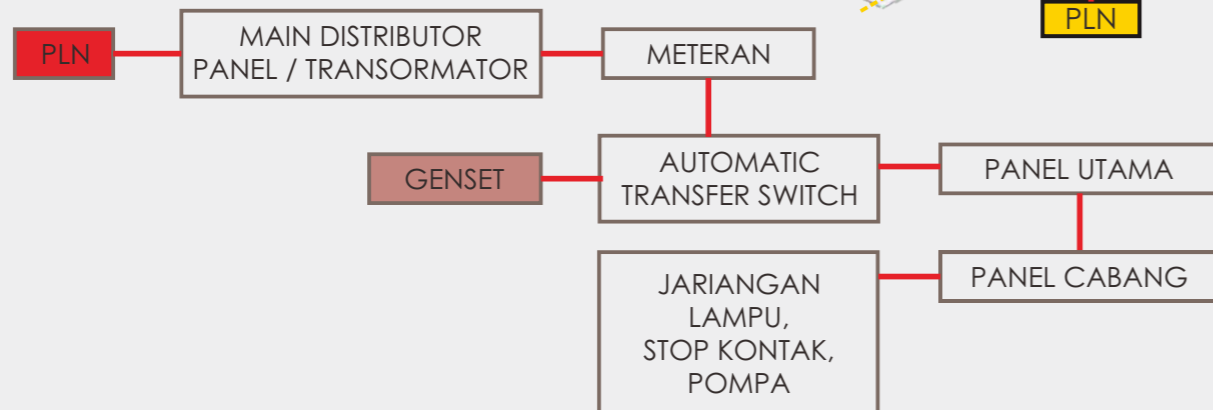 PLN
PLN
MAIN DISTRIBUTOR
PANEL / TRANSORMATOR
METERAN
GENSET
AUTOMATIC
TRANSFER SWITCH
PANEL UTAMA
PANEL CABANG
JARIANGAN
LAMPU,
STOP KONTAK,
POMPA